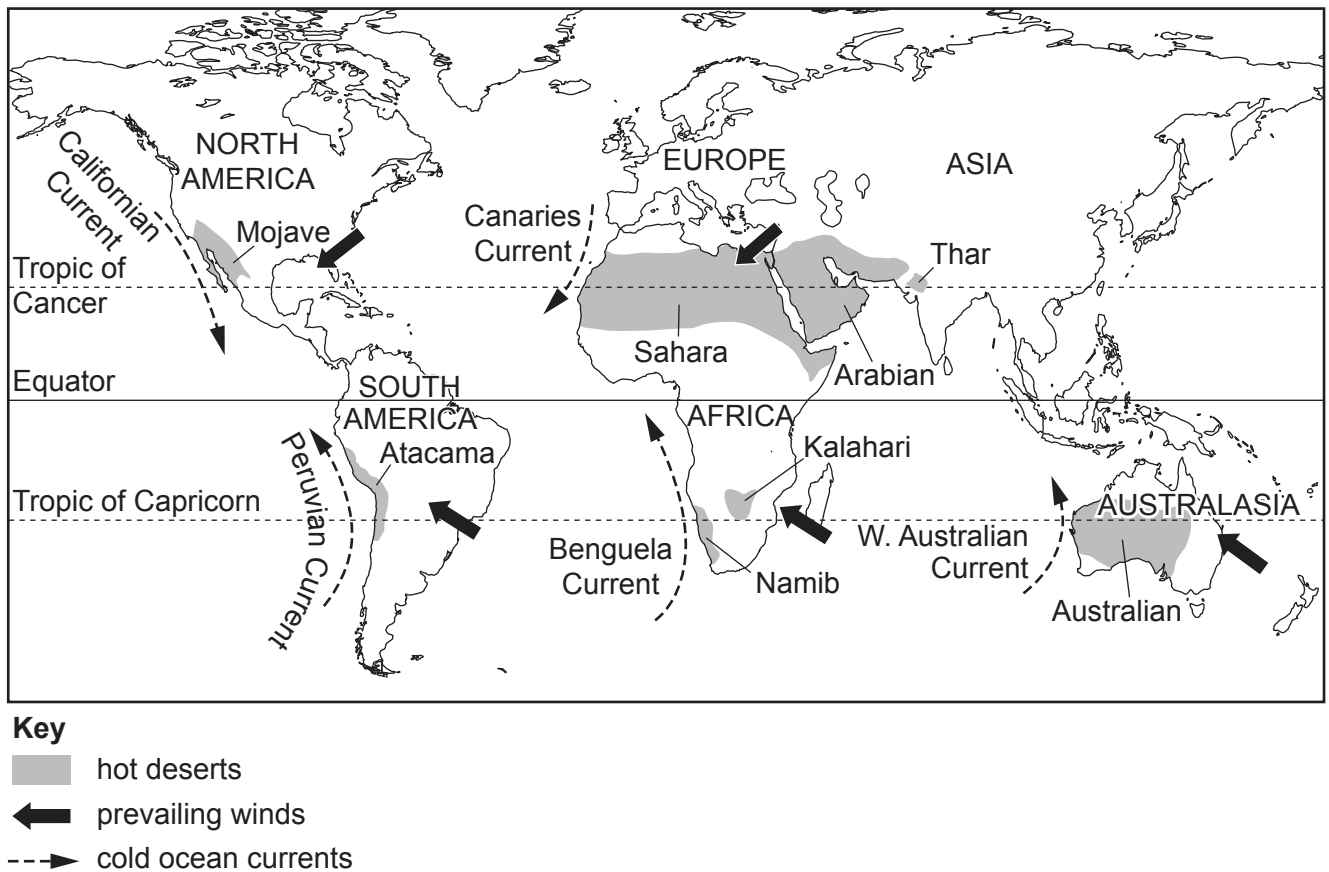 NORTH
AMERICA
EUROPE
ASIA
Californian
Current
Mojave
Canaries
Current
Thar
Tropic of
Cancer
Sahara
Arabian
Equator
SOUTH
AMERICA
AFRICA
Atacama
Kalahari
Peruvian Current
Tropic of Capricorn
AUSTRALASIA
Benguela
Current
W. Australian
Current
Namib
Australian
Key
hot deserts
prevailing winds
cold ocean currents